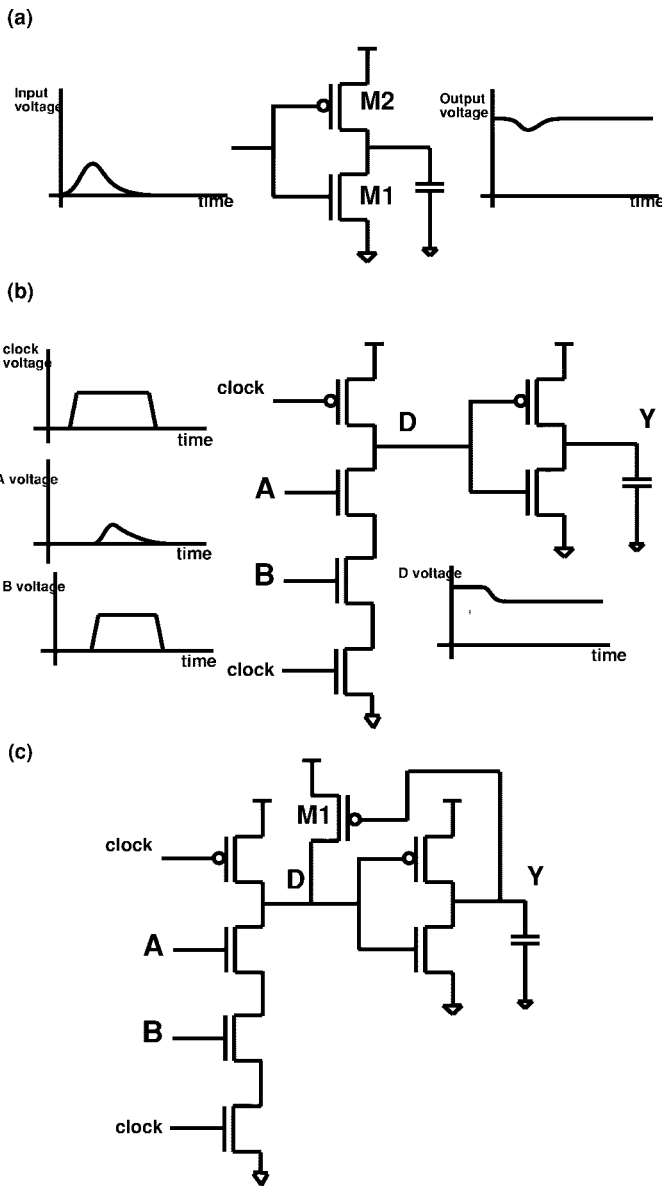 (a)
Input
voltage
time
M2
M1
Output
voltage
time
(b)
clock
voltage
time
A voltage
time
B voltage
time
clock
A
B
clock
D
Y
D voltage
time
(c)
clock
A
B
clock
M1
D
Y